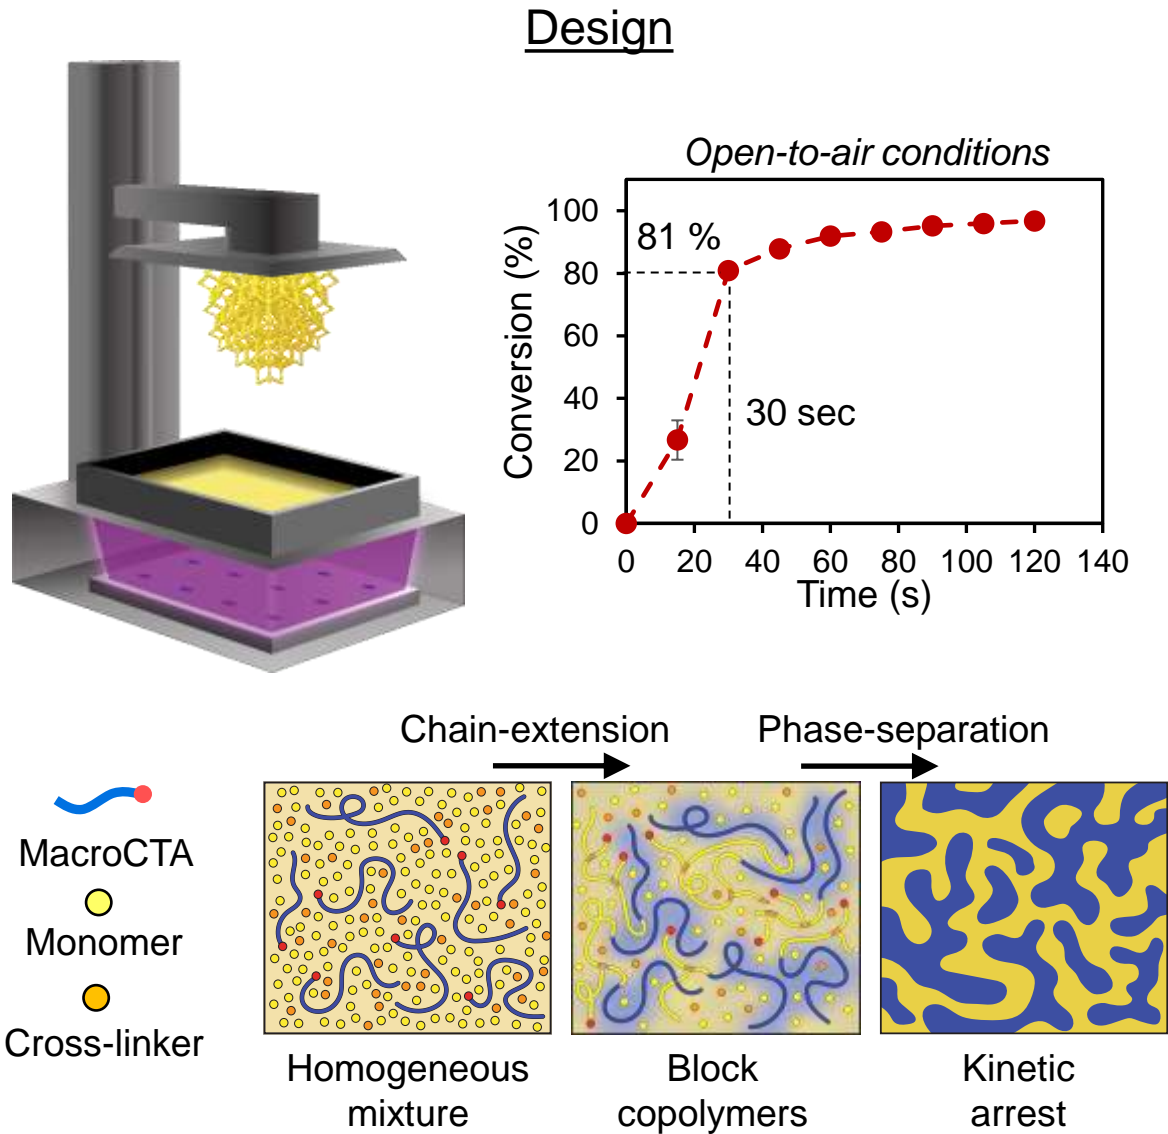 Design
Open-to-air conditions
Conversion (%)
100
80
60
40
20
0
81 %
30 sec
0 20 40 60 80 100 120 140
Time (s)
Chain-extension
Phase-separation
MacroCTA
Monomer
Cross-linker
Homogeneous
mixture
Block
copolymers
Kinetic
arrest